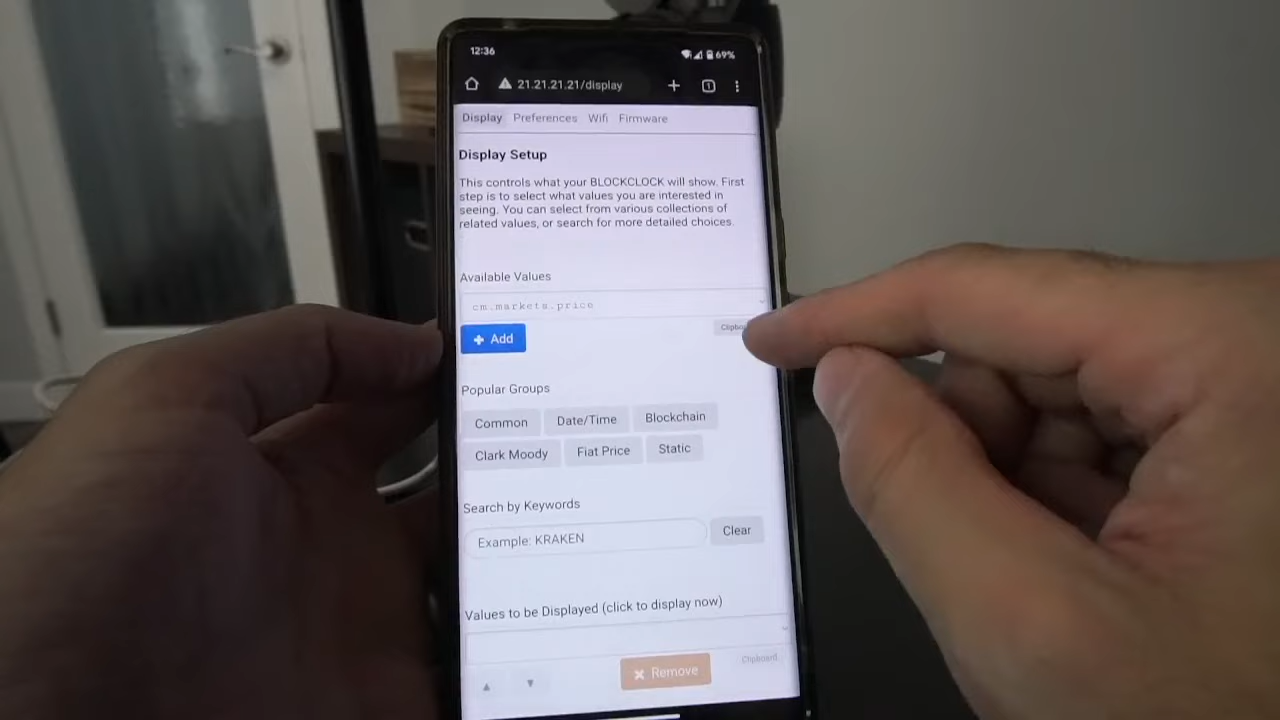 12:36
69%
21.21.21.21/display
1
Display Preferences Wifi Firmware
Display Setup
This controls what your BLOCKCLOCK will show. First
step is to select what values you are interested in
seeing. You can select from various collections of
related values, or search for more detailed choices.
Available Values
cm.markets.price
+ Add
Popular Groups
Common Date/Time Blockchain
Clark Moody Fiat Price Static
Search by Keywords
Example: KRAKEN Clear
Values to be Displayed (click to display now)
Remove Clipboard